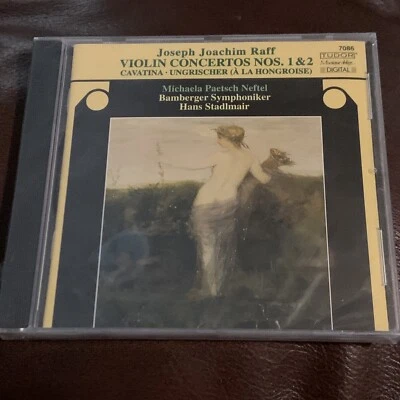 Joseph Joachim Raff
VIOLIN CONCERTOS NOS. 1 & 2
CAVATINA · UNGRISCHER (À LA HONGROISE)
7086
TUDOR
DIGITAL
Michaela Paetsch Neftel
Bamberger Symphoniker
Hans Stadlmair